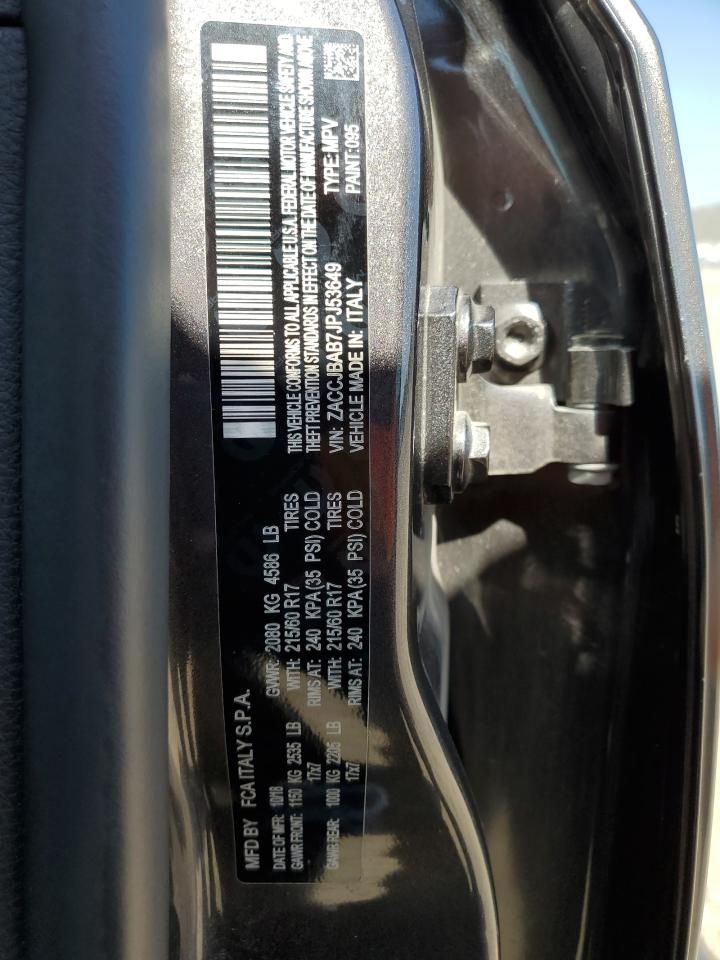 MFD BY FCA ITALY S.P.A.
DATE OF MFR: 10/18 GVWR: 2080 KG 4586 LB
GAWR FRONT: 1150 KG 2535 LB WITH: 215/60 R17 TIRES
17x7 RIMS AT: 240 KPA(35 PSI) COLD
GAWR REAR: 1000 KG 2205 LB WITH: 215/60 R17 TIRES
17x7 RIMS AT: 240 KPA(35 PSI) COLD
THIS VEHICLE CONFORMS TO ALL APPLICABLE U.S.A. FEDERAL MOTOR VEHICLE SAFETY AND
THEFT PREVENTION STANDARDS IN EFFECT ON THE DATE OF MANUFACTURE SHOWN ABOVE
VIN: ZACCJBAB7JPJ53649 TYPE:MPV
VEHICLE MADE IN: ITALY PAINT:095